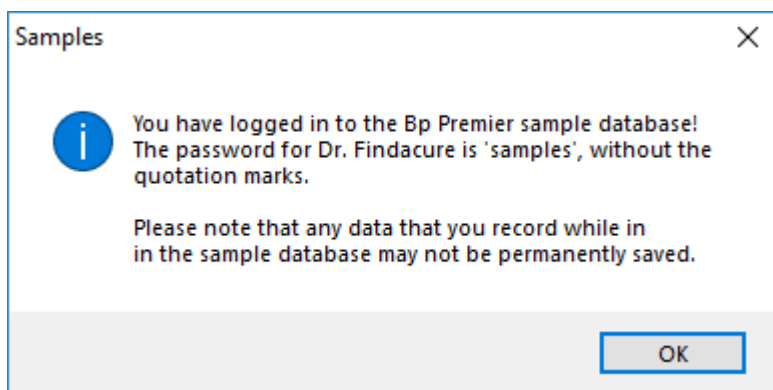 Samples
You have logged in to the Bp Premier sample database!
The password for Dr. Findacure is 'samples', without the
quotation marks.
Please note that any data that you record while in
in the sample database may not be permanently saved.
OK